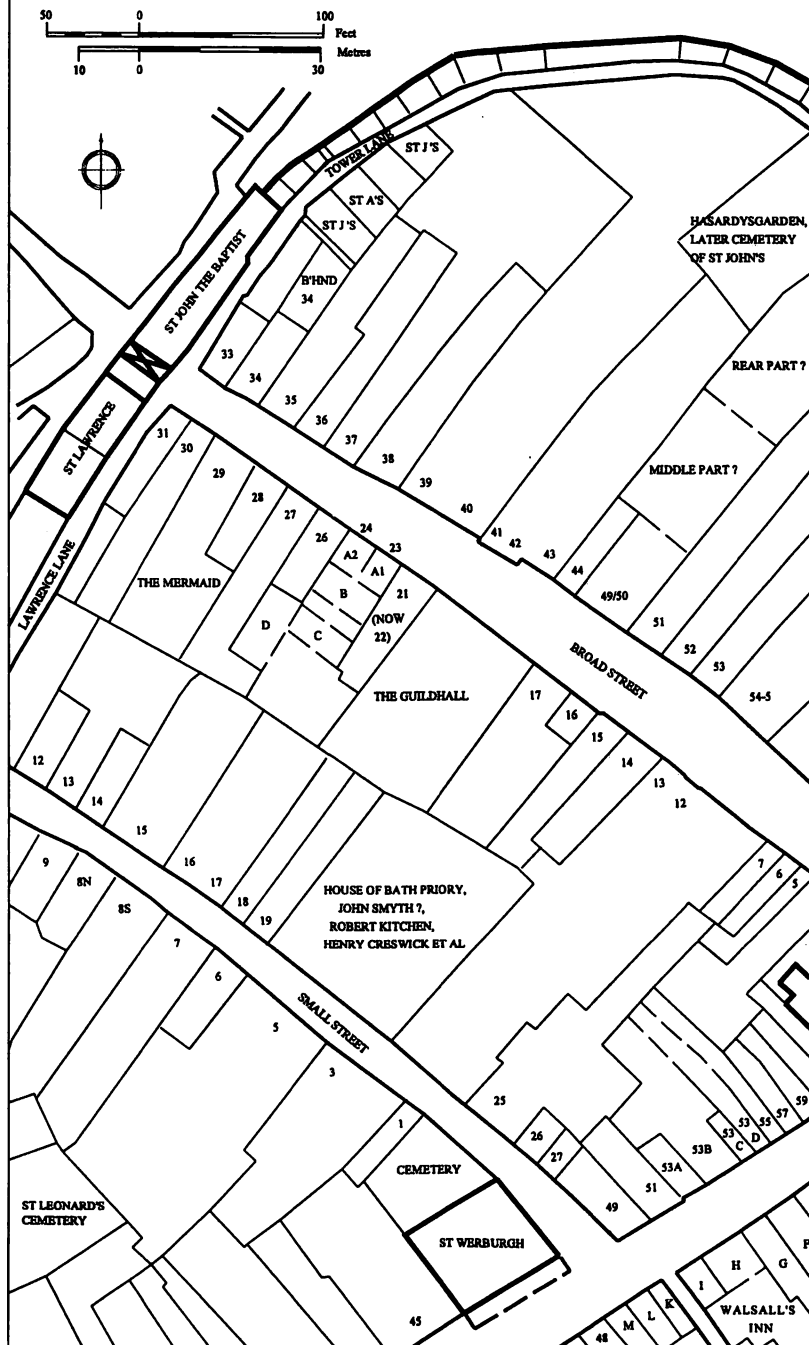 50 0 100
Feet
Metres
10 0 30
TOWER LANE
ST J'S
ST A'S
ST J'S
ST JOHN THE BAPTIST
HASARDYSGARDEN,
LATER CEMETERY
OF ST JOHN'S
B'HND
34
33
34
35
36
37
38
39
40
41
42
43
44
49/50
51
52
53
54-5
REAR PART ?
MIDDLE PART ?
ST LAWRENCE
LAWRENCE LANE
31
30
29
28
27
26
24
23
A2
A1
B
21
(NOW
22)
C
D
THE MERMAID
THE GUILDHALL
BROAD STREET
17
16
15
14
13
12
7
6
5
12
13
14
15
16
17
18
19
HOUSE OF BATH PRIORY,
JOHN SMYTH ?,
ROBERT KITCHEN,
HENRY CRESWICK ET AL
9
8N
8S
7
6
5
3
1
SMALL STREET
25
26
27
49
51
53A
53B
53
C
53
D
55
57
59
CEMETERY
ST WERBURGH
ST LEONARD'S
CEMETERY
45
48
M
L
K
I
H
G
WALSALL'S
INN